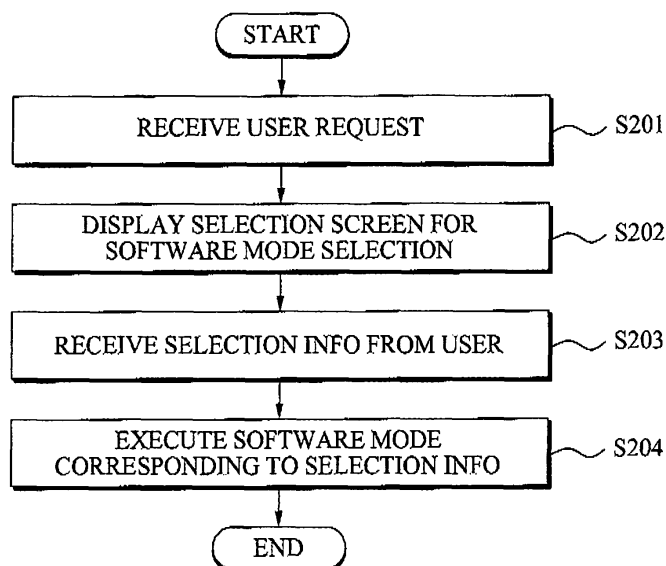 START
RECEIVE USER REQUEST
S201
DISPLAY SELECTION SCREEN FOR
SOFTWARE MODE SELECTION
S202
RECEIVE SELECTION INFO FROM USER
S203
EXECUTE SOFTWARE MODE
CORRESPONDING TO SELECTION INFO
S204
END